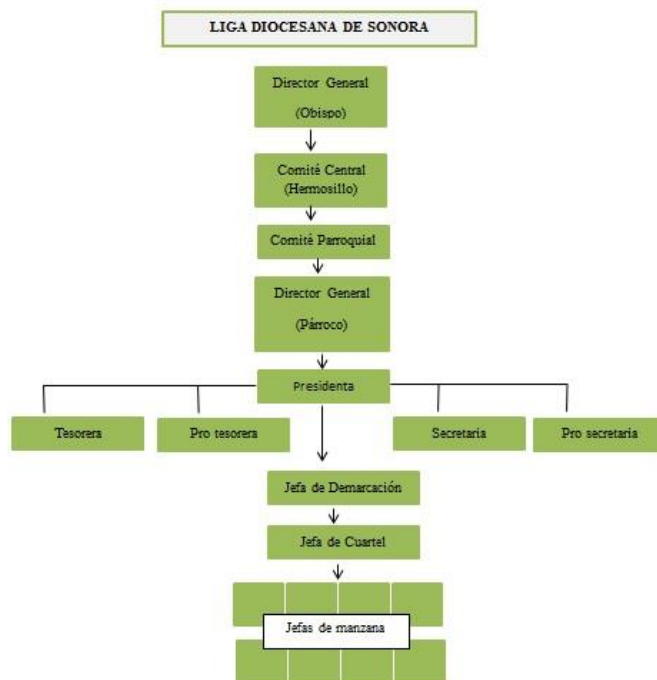 LIGA DIOCESANA DE SONORA
Director General
(Obispo)
Comité Central
(Hermosillo)
Comité Parroquial
Director General
(Párroco)
Presidenta
Tesorera
Pro tesorera
Secretaria
Pro secretaria
Jefa de Demarcación
Jefa de Cuartel
Jefas de manzana